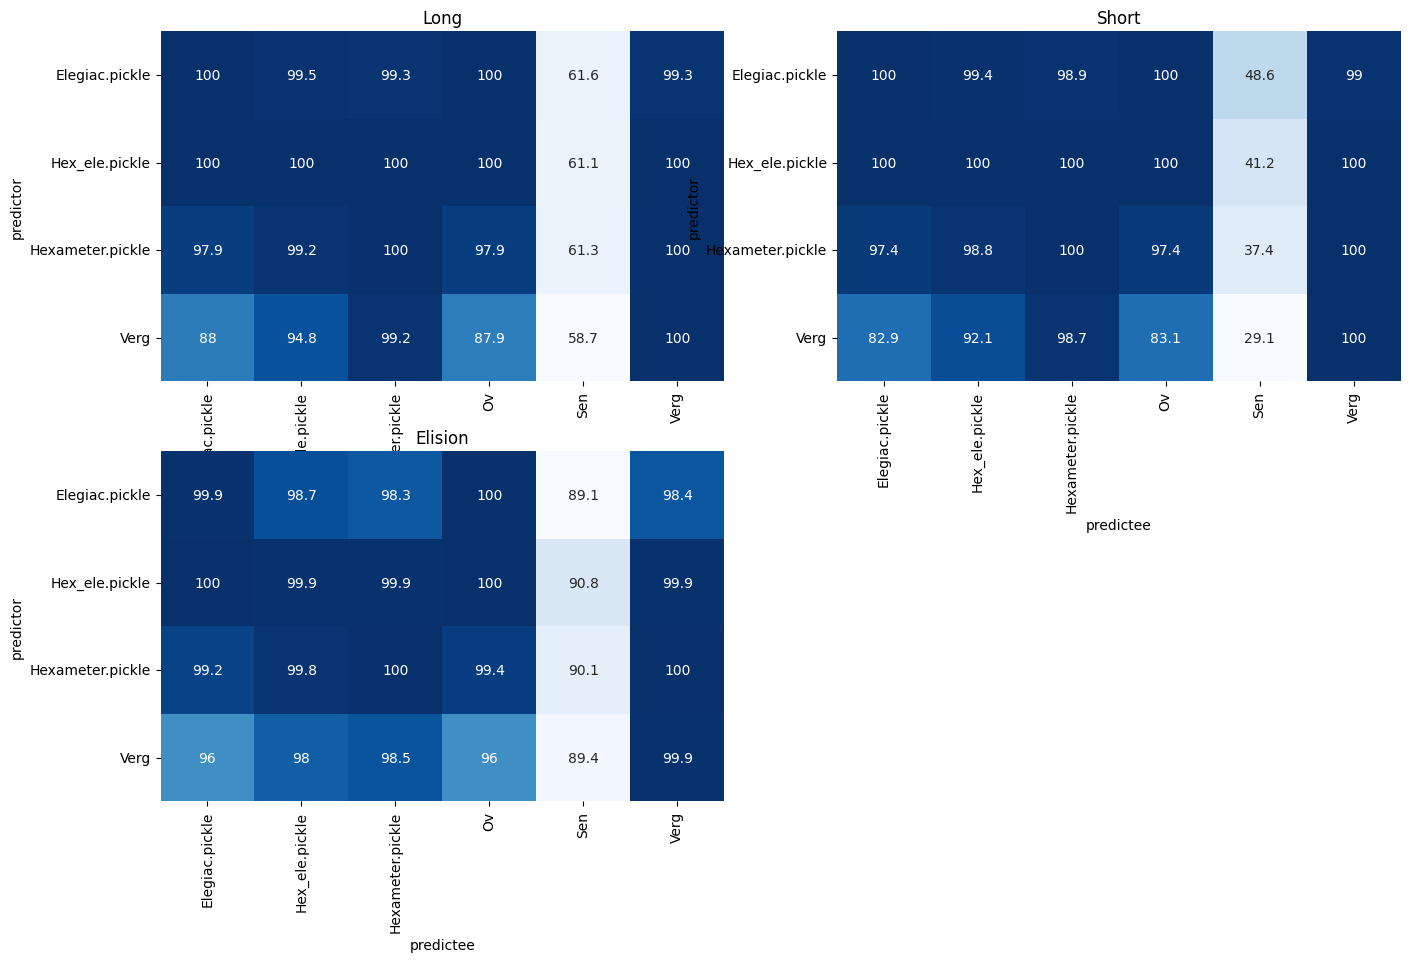 Long
Elegiac.pickle 100 99.5 99.3 100 61.6 99.3
Hex_ele.pickle 100 100 100 100 61.1 100
Hexameter.pickle 97.9 99.2 100 97.9 61.3 100
Verg 88 94.8 99.2 87.9 58.7 100
predictor
ac.pickle le.pickle er.pickle Ov Sen Verg
Short
Elegiac.pickle 100 99.4 98.9 100 48.6 99
Hex_ele.pickle 100 100 100 100 41.2 100
Hexameter.pickle 97.4 98.8 100 97.4 37.4 100
Verg 82.9 92.1 98.7 83.1 29.1 100
predictor
Elegiac.pickle Hex_ele.pickle Hexameter.pickle Ov Sen Verg
predictee
Elision
Elegiac.pickle 99.9 98.7 98.3 100 89.1 98.4
Hex_ele.pickle 100 99.9 99.9 100 90.8 99.9
Hexameter.pickle 99.2 99.8 100 99.4 90.1 100
Verg 96 98 98.5 96 89.4 99.9
predictor
Elegiac.pickle Hex_ele.pickle Hexameter.pickle Ov Sen Verg
predictee